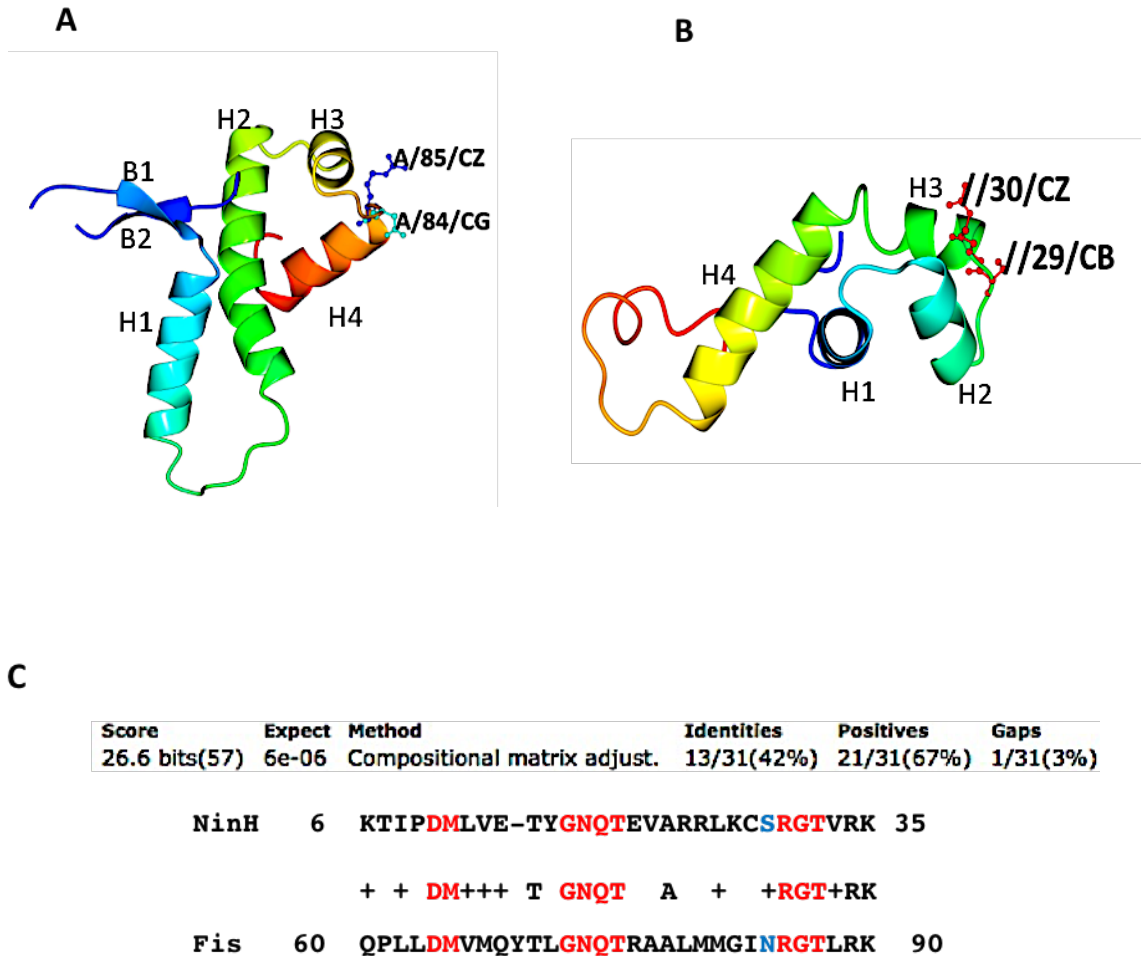 A
B
H2
H3
A/85/CZ
B1
A/84/CG
B2
H1
H4
H3
//30/CZ
//29/CB
H4
H1
H2
C
Score Expect Method Identities Positives Gaps
26.6 bits(57) 6e-06 Compositional matrix adjust. 13/31(42%) 21/31(67%) 1/31(3%)
NinH 6 KTIPDMLVE-TYGNQTEVARRLKCSRGTVRK 35
+ + DM+++ T GNQT A + +RGT+RK
Fis 60 QPLLDMVMQYTLGNQTRAALMMGINRGTLRK 90